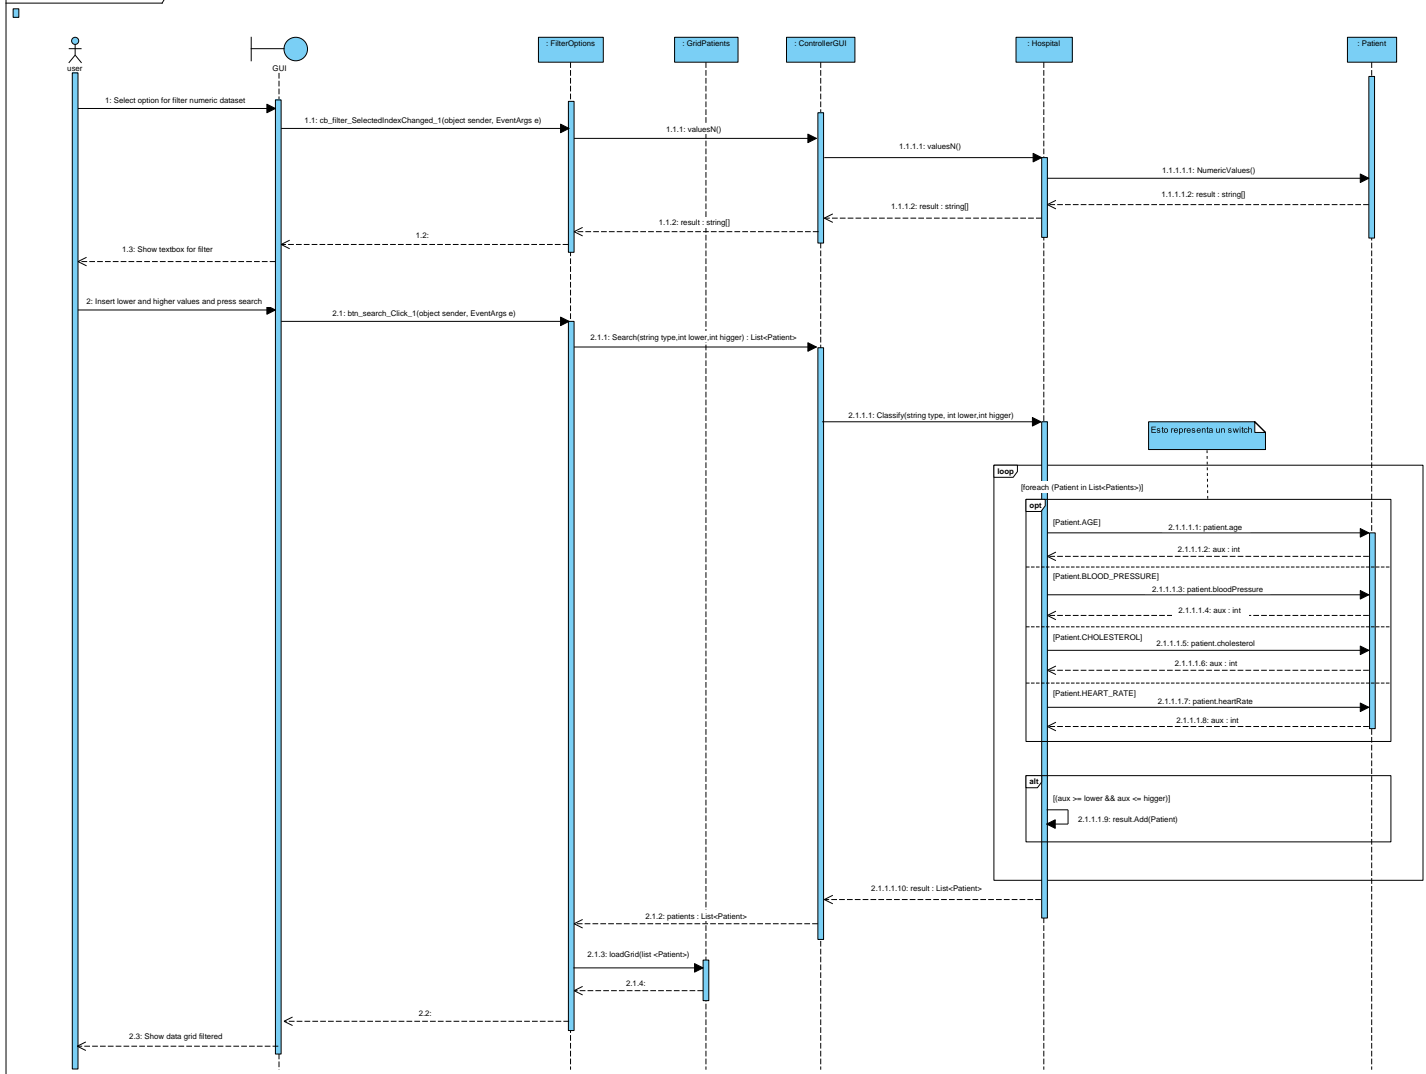 user
GUI
: FilterOptions
: GridPatients
: ControllerGUI
: Hospital
: Patient
1: Select option for filter numeric dataset
1.1: cb_filter_SelectedIndexChanged_1(object sender, EventArgs e)
1.1.1: valuesN()
1.1.1.1: valuesN()
1.1.1.1.1: NumericValues()
1.1.1.1.2: result : string[]
1.1.1.2: result : string[]
1.1.2: result : string[]
1.2:
1.3: Show textbox for filter
2: Insert lower and higher values and press search
2.1: btn_search_Click_1(object sender, EventArgs e)
2.1.1: Search(string type,int lower,int higger) : List<Patient>
2.1.1.1: Classify(string type, int lower,int higger)
Esto representa un switch
loop
[foreach (Patient in List<Patients>)]
opt
[Patient.AGE]
2.1.1.1.1: patient.age
2.1.1.1.2: aux : int
[Patient.BLOOD_PRESSURE]
2.1.1.1.3: patient.bloodPressure
2.1.1.1.4: aux : int
[Patient.CHOLESTEROL]
2.1.1.1.5: patient.cholesterol
2.1.1.1.6: aux : int
[Patient.HEART_RATE]
2.1.1.1.7: patient.heartRate
2.1.1.1.8: aux : int
alt
[(aux >= lower && aux <= higger)]
2.1.1.1.9: result.Add(Patient)
2.1.1.1.10: result : List<Patient>
2.1.2: patients : List<Patient>
2.1.3: loadGrid(list <Patient>)
2.1.4:
2.2:
2.3: Show data grid filtered